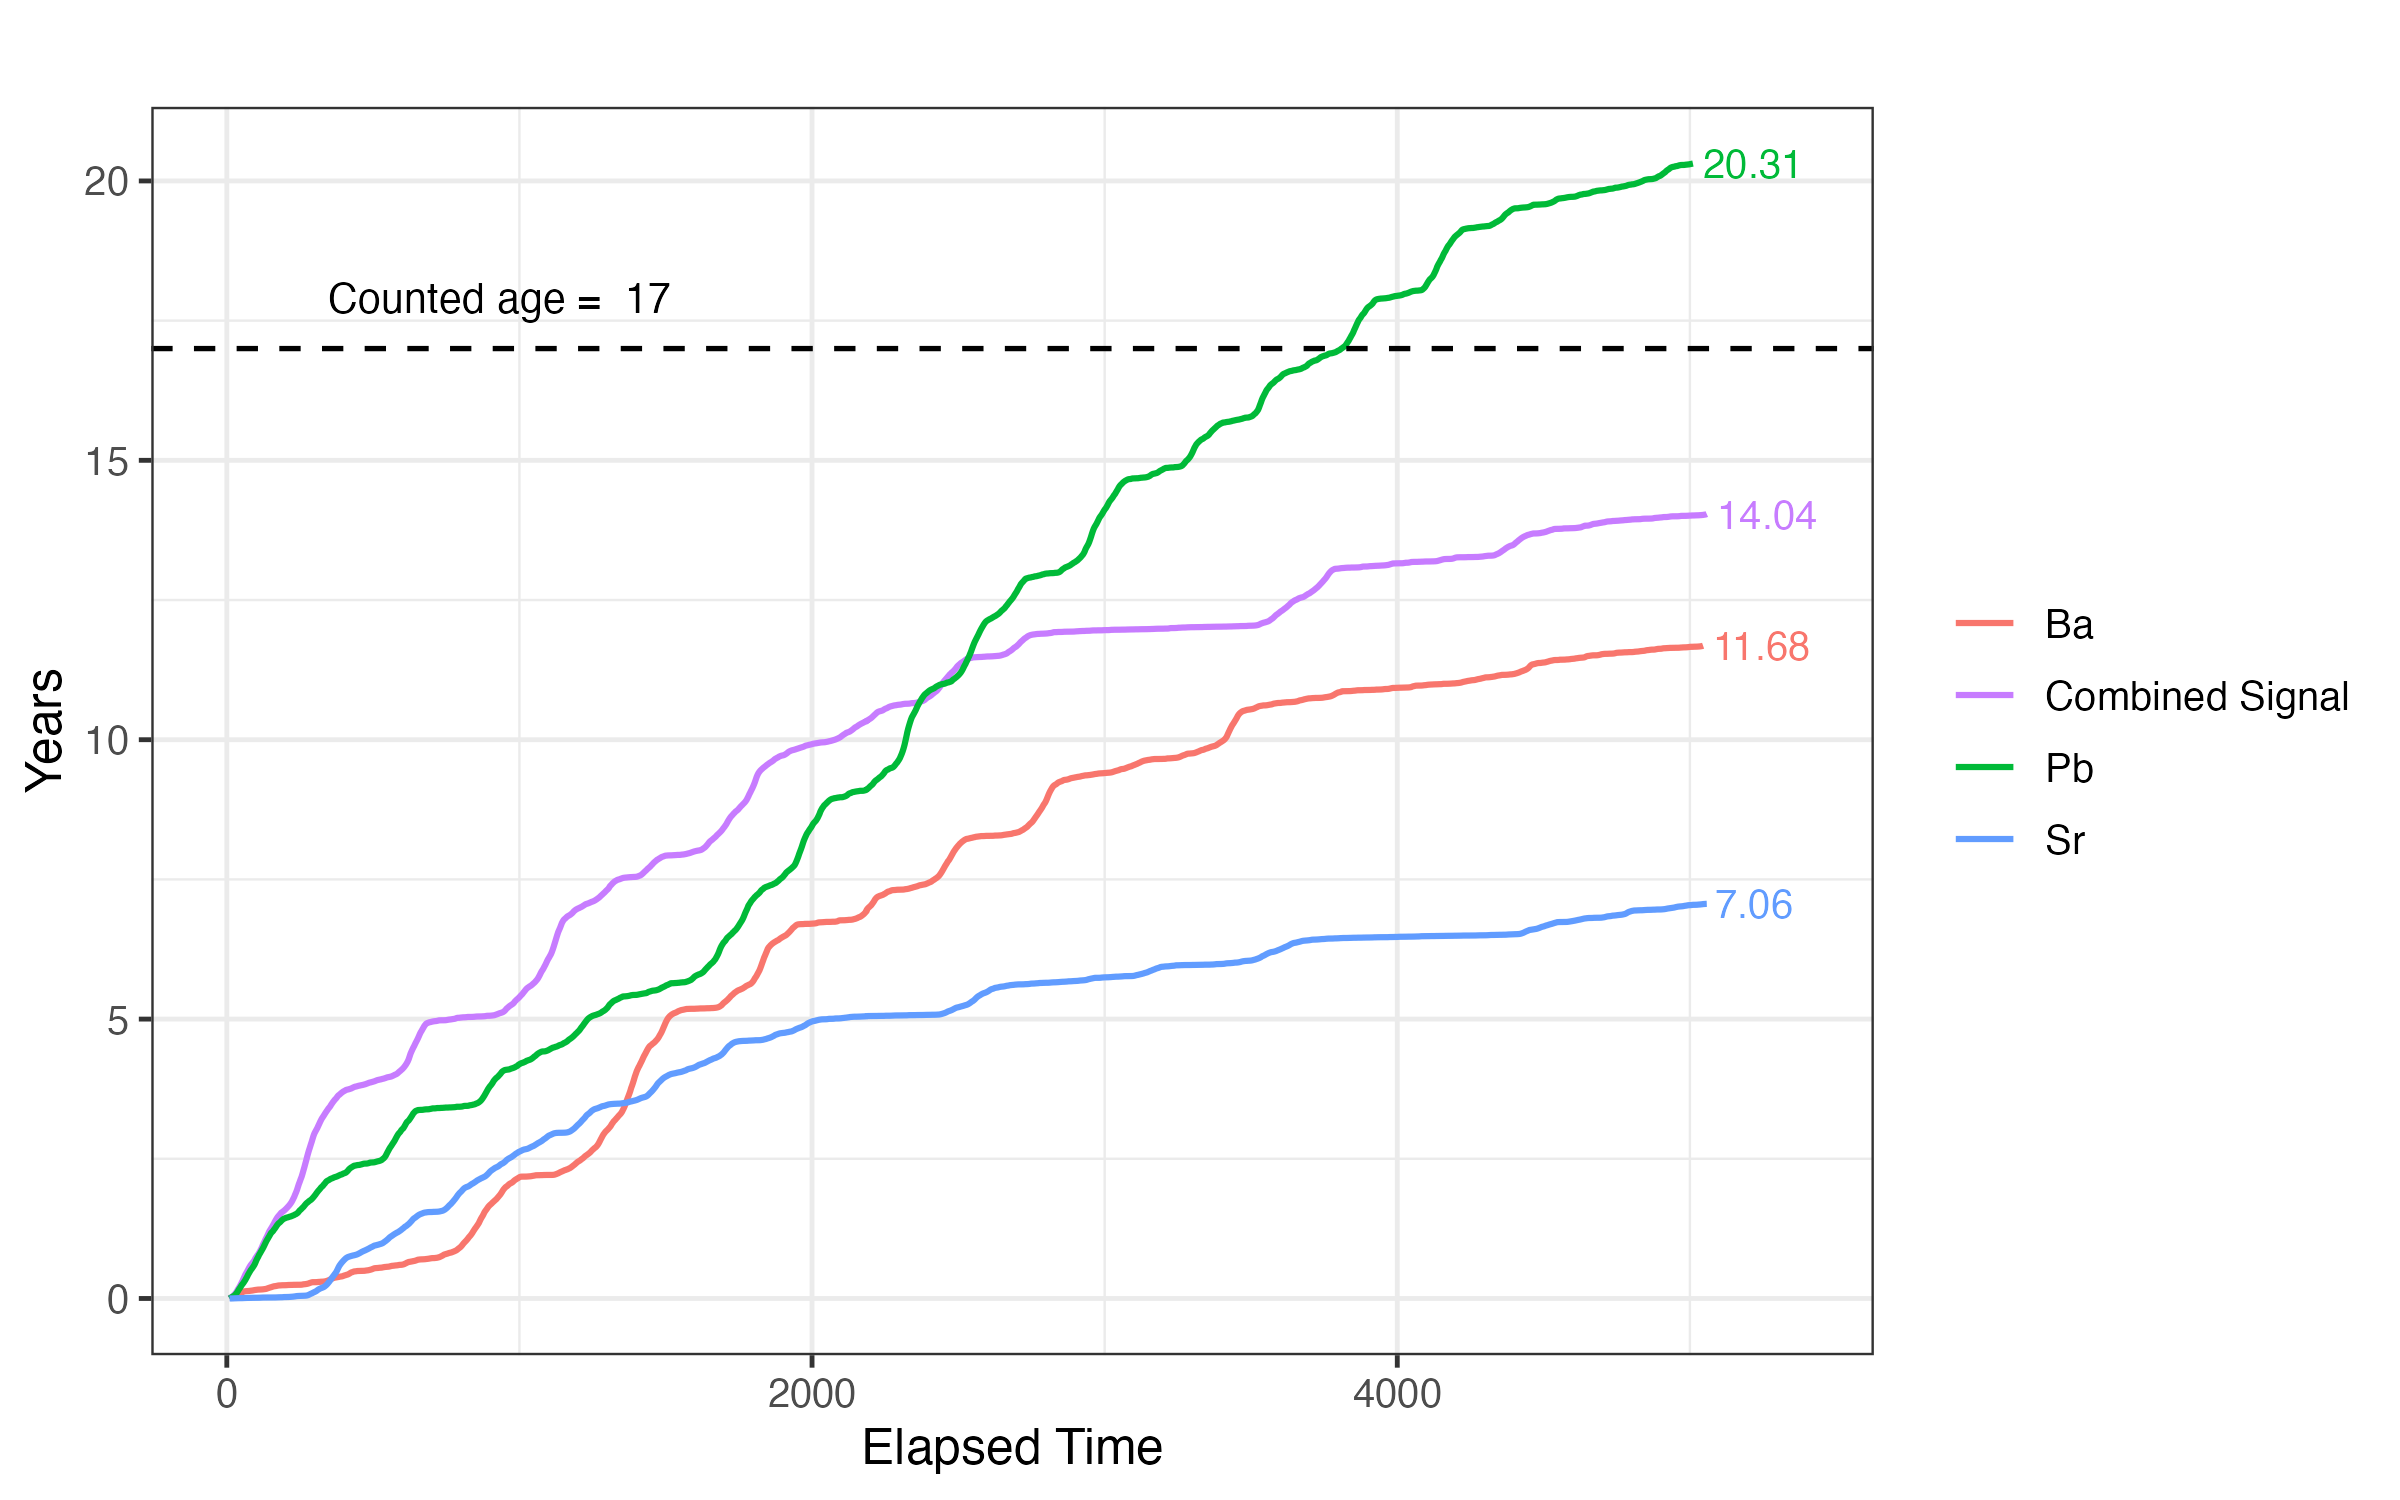 20.31
20
Counted age =  17
15
14.04
11.68
10
7.06
5
0
Years
0
2000
4000
Elapsed Time
Ba
Combined Signal
Pb
Sr